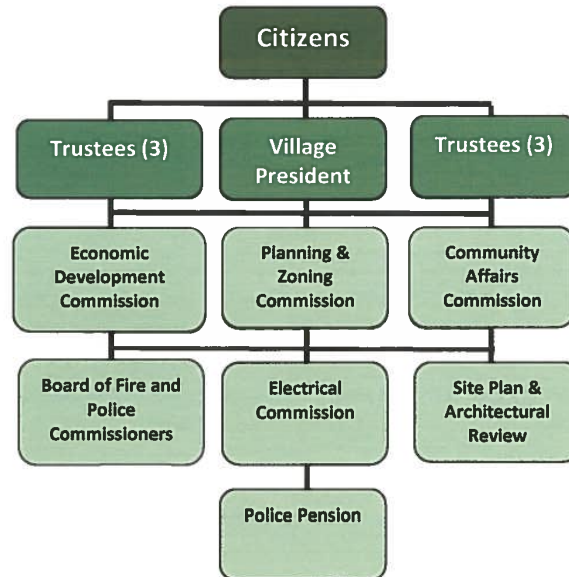 Citizens
Trustees (3)
Village
President
Trustees (3)
Economic
Development
Commission
Planning &
Zoning
Commission
Community
Affairs
Commission
Board of Fire and
Police
Commissioners
Electrical
Commission
Site Plan &
Architectural
Review
Police Pension